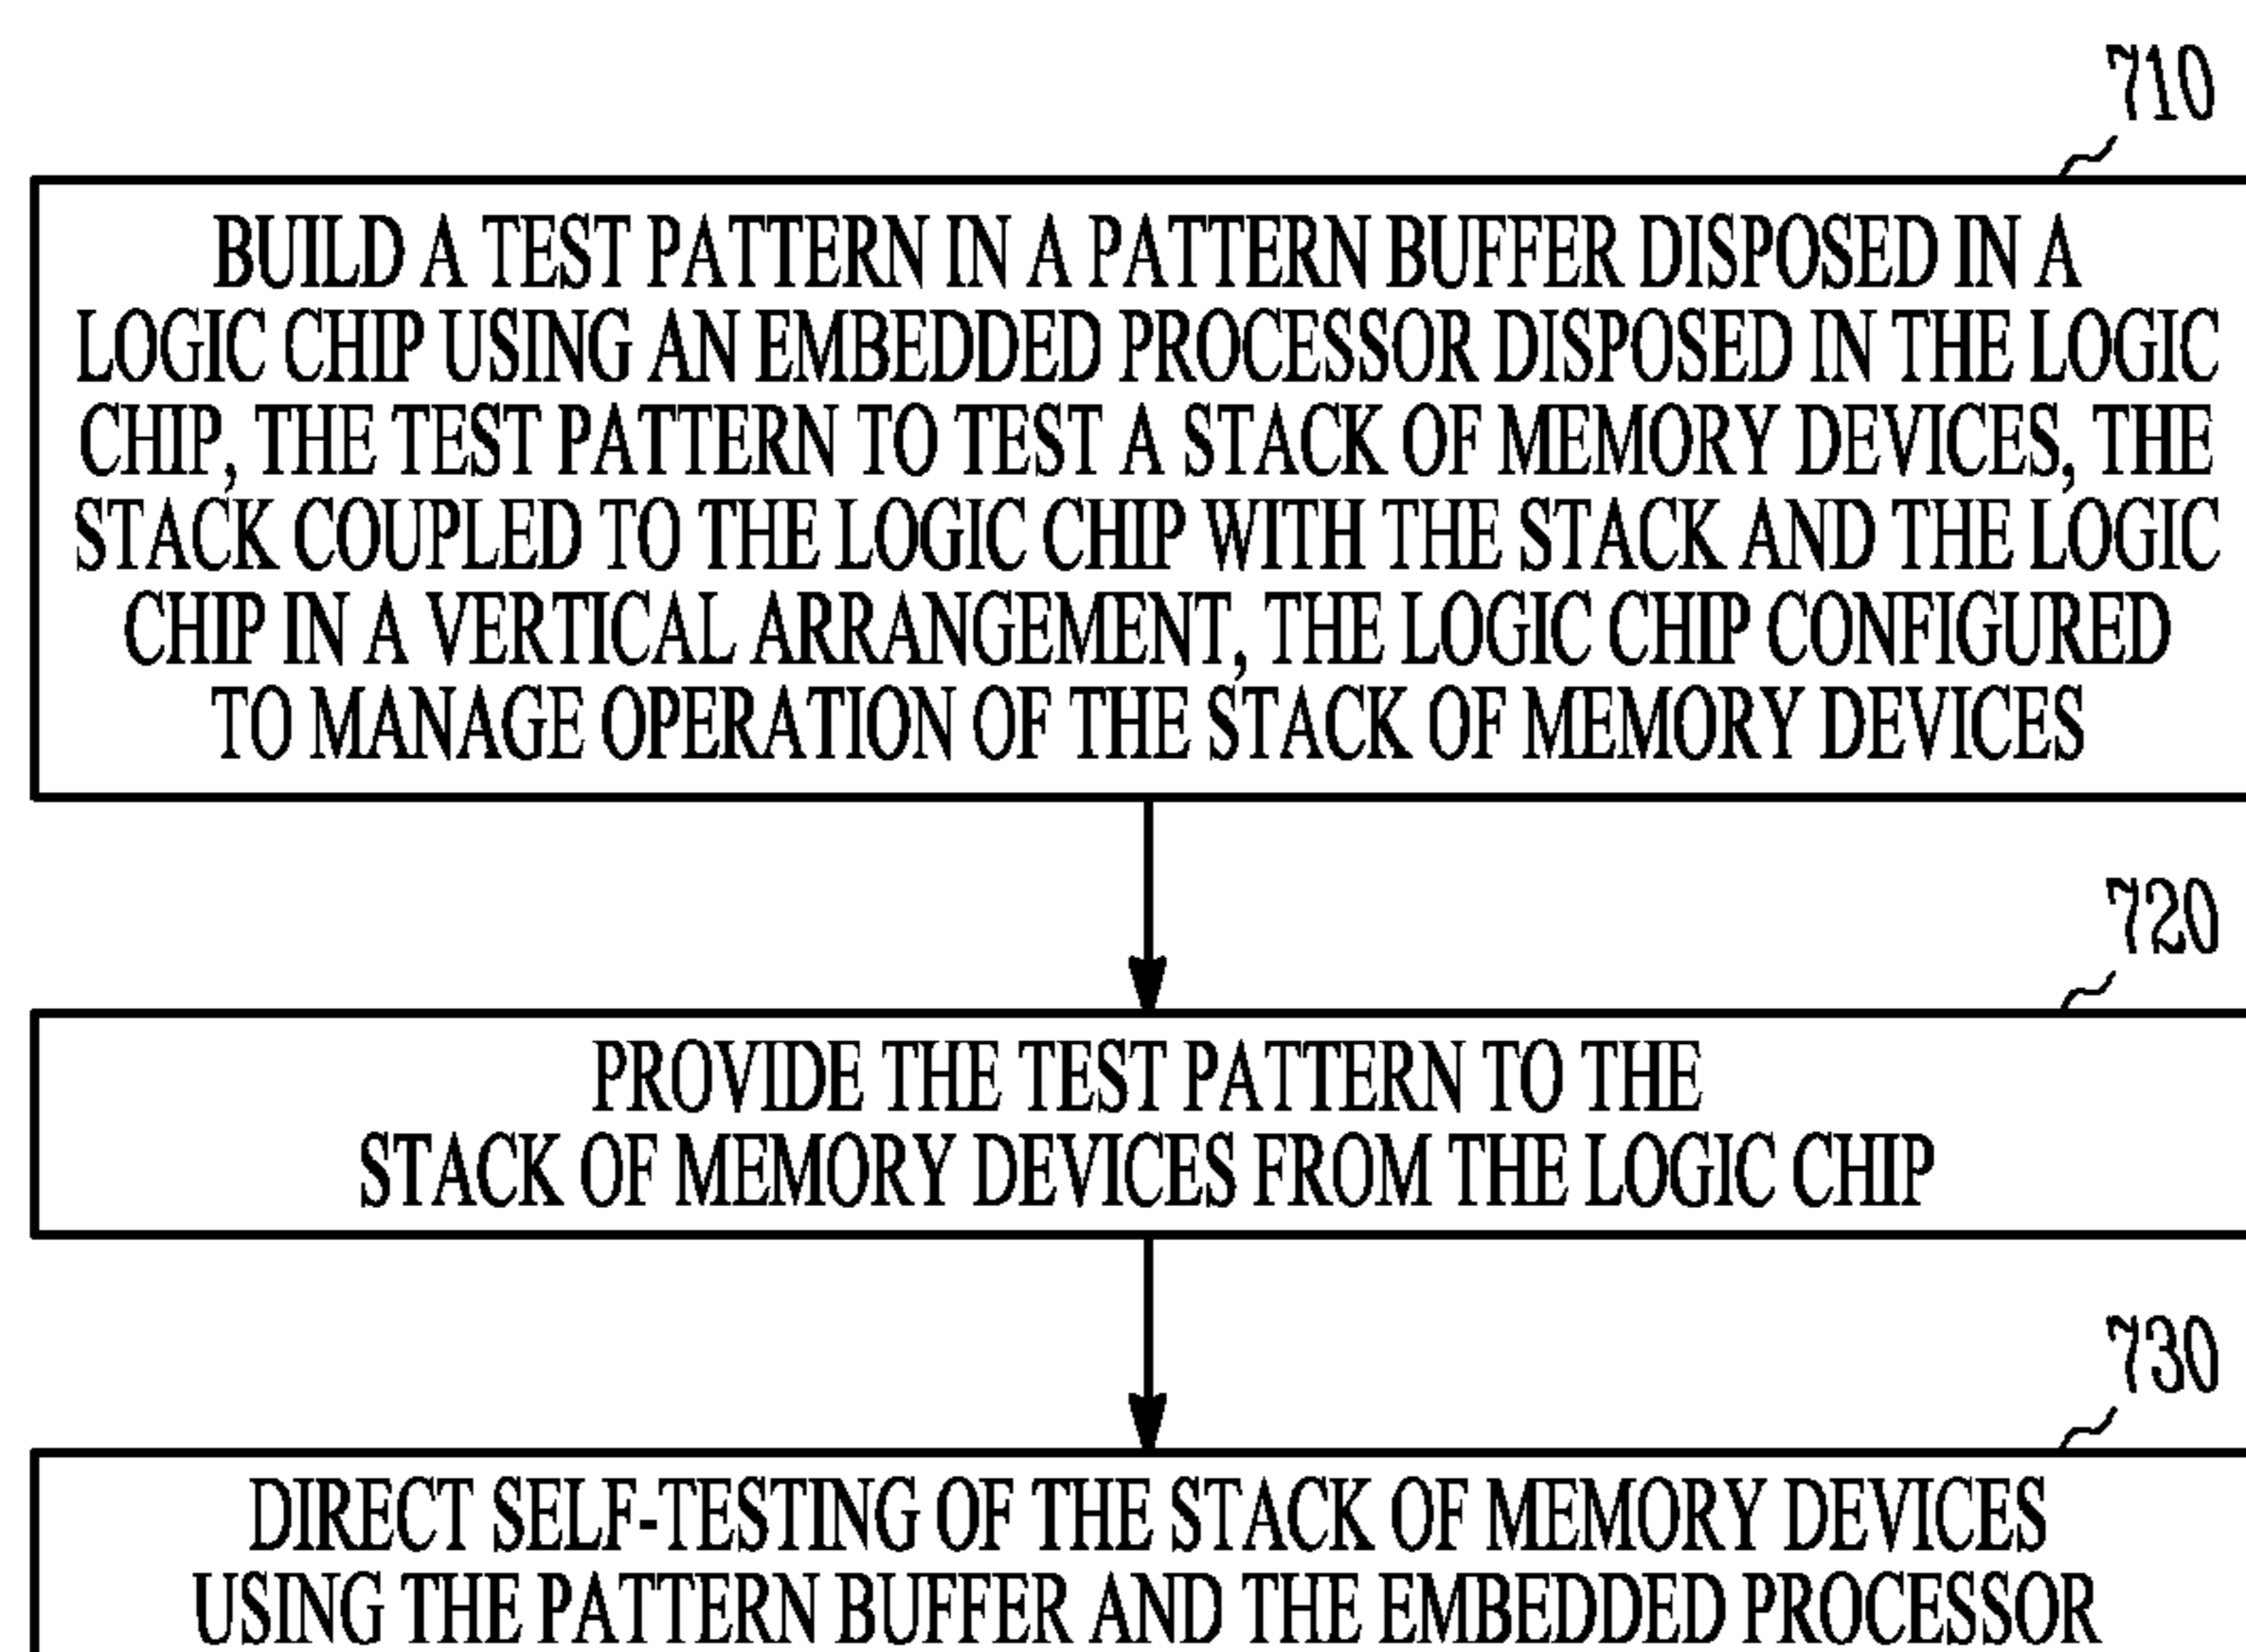 710
BUILD A TEST PATTERN IN A PATTERN BUFFER DISPOSED IN A
LOGIC CHIP USING AN EMBEDDED PROCESSOR DISPOSED IN THE LOGIC
CHIP, THE TEST PATTERN TO TEST A STACK OF MEMORY DEVICES, THE
STACK COUPLED TO THE LOGIC CHIP WITH THE STACK AND THE LOGIC
CHIP IN A VERTICAL ARRANGEMENT, THE LOGIC CHIP CONFIGURED
TO MANAGE OPERATION OF THE STACK OF MEMORY DEVICES
720
PROVIDE THE TEST PATTERN TO THE
STACK OF MEMORY DEVICES FROM THE LOGIC CHIP
730
DIRECT SELF-TESTING OF THE STACK OF MEMORY DEVICES
USING THE PATTERN BUFFER AND THE EMBEDDED PROCESSOR